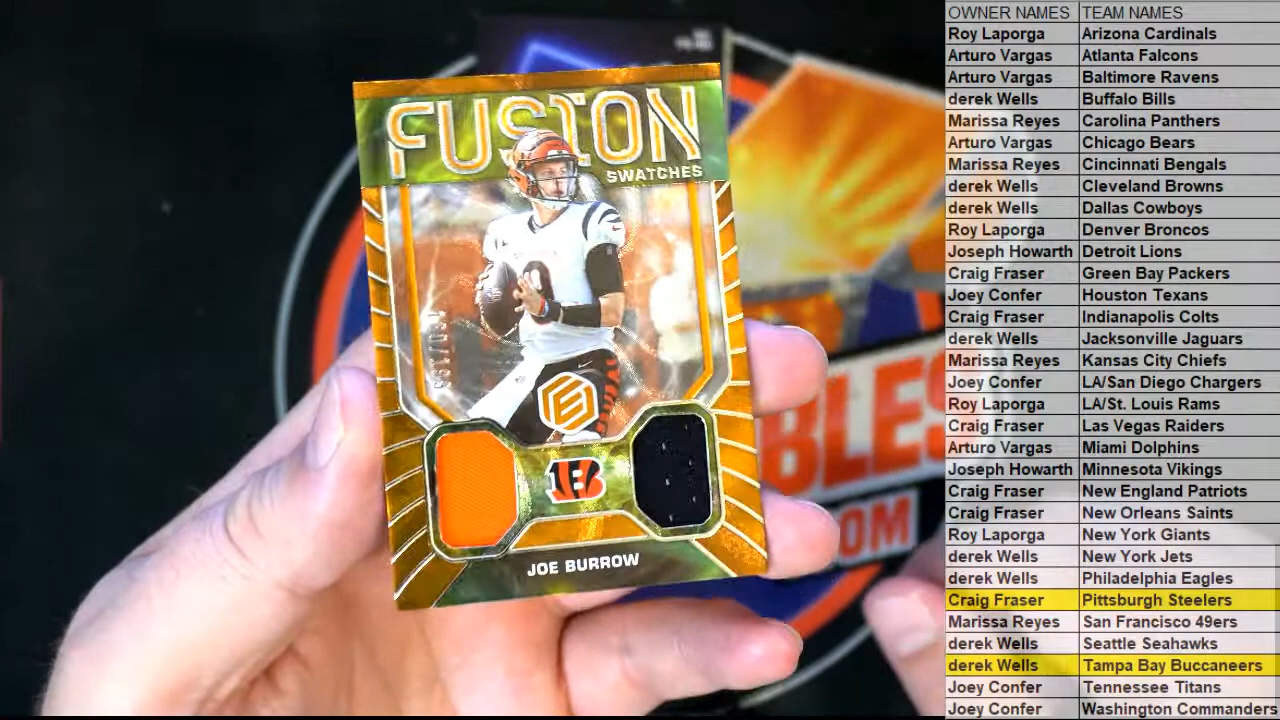 FUSION
SWATCHES
B
JOE BURROW
BLES
.COM
OWNER NAMES TEAM NAMES
Roy Laporga Arizona Cardinals
Arturo Vargas Atlanta Falcons
Arturo Vargas Baltimore Ravens
derek Wells Buffalo Bills
Marissa Reyes Carolina Panthers
Arturo Vargas Chicago Bears
Marissa Reyes Cincinnati Bengals
derek Wells Cleveland Browns
derek Wells Dallas Cowboys
Roy Laporga Denver Broncos
Joseph Howarth Detroit Lions
Craig Fraser Green Bay Packers
Joey Confer Houston Texans
Craig Fraser Indianapolis Colts
derek Wells Jacksonville Jaguars
Marissa Reyes Kansas City Chiefs
Joey Confer LA/San Diego Chargers
Roy Laporga LA/St. Louis Rams
Craig Fraser Las Vegas Raiders
Arturo Vargas Miami Dolphins
Joseph Howarth Minnesota Vikings
Craig Fraser New England Patriots
Craig Fraser New Orleans Saints
Roy Laporga New York Giants
derek Wells New York Jets
derek Wells Philadelphia Eagles
Craig Fraser Pittsburgh Steelers
Marissa Reyes San Francisco 49ers
derek Wells Seattle Seahawks
derek Wells Tampa Bay Buccaneers
Joey Confer Tennessee Titans
Joey Confer Washington Commanders